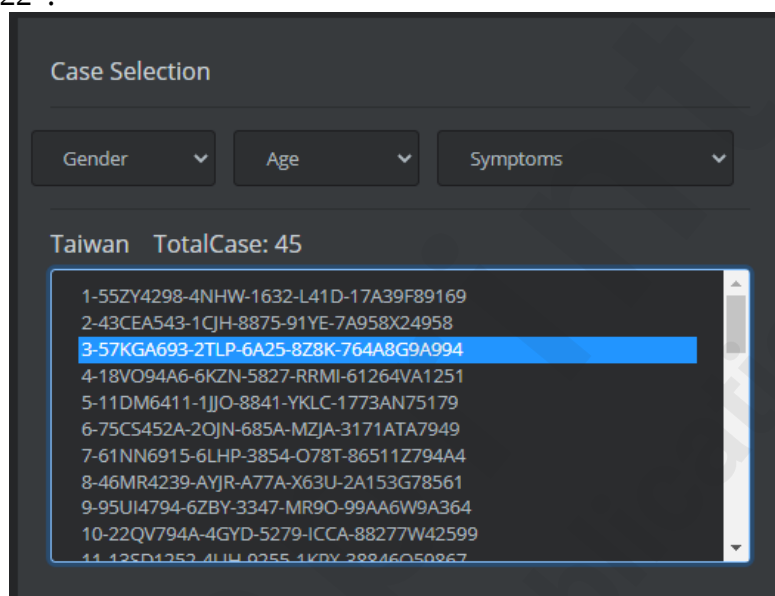 22 .
Case Selection
Gender Age Symptoms
Taiwan TotalCase: 45
1-55ZY4298-4NHW-1632-L41D-17A39F89169
2-43CEA543-1CJH-8875-91YE-7A958X24958
3-57KGA693-2TLP-6A25-8Z8K-764A8G9A994
4-18VO94A6-6KZN-5827-RRMI-61264VA1251
5-11DM6411-1JJO-8841-YKLC-1773AN75179
6-75CS452A-2OJN-685A-MZJA-3171ATA7949
7-61NN6915-6LHP-3854-O78T-86511Z794A4
8-46MR4239-AYJR-A77A-X63U-2A153G78561
9-95UI4794-6ZBY-3347-MR9O-99AA6W9A364
10-22QV794A-4GYD-5279-ICCA-88277W42599